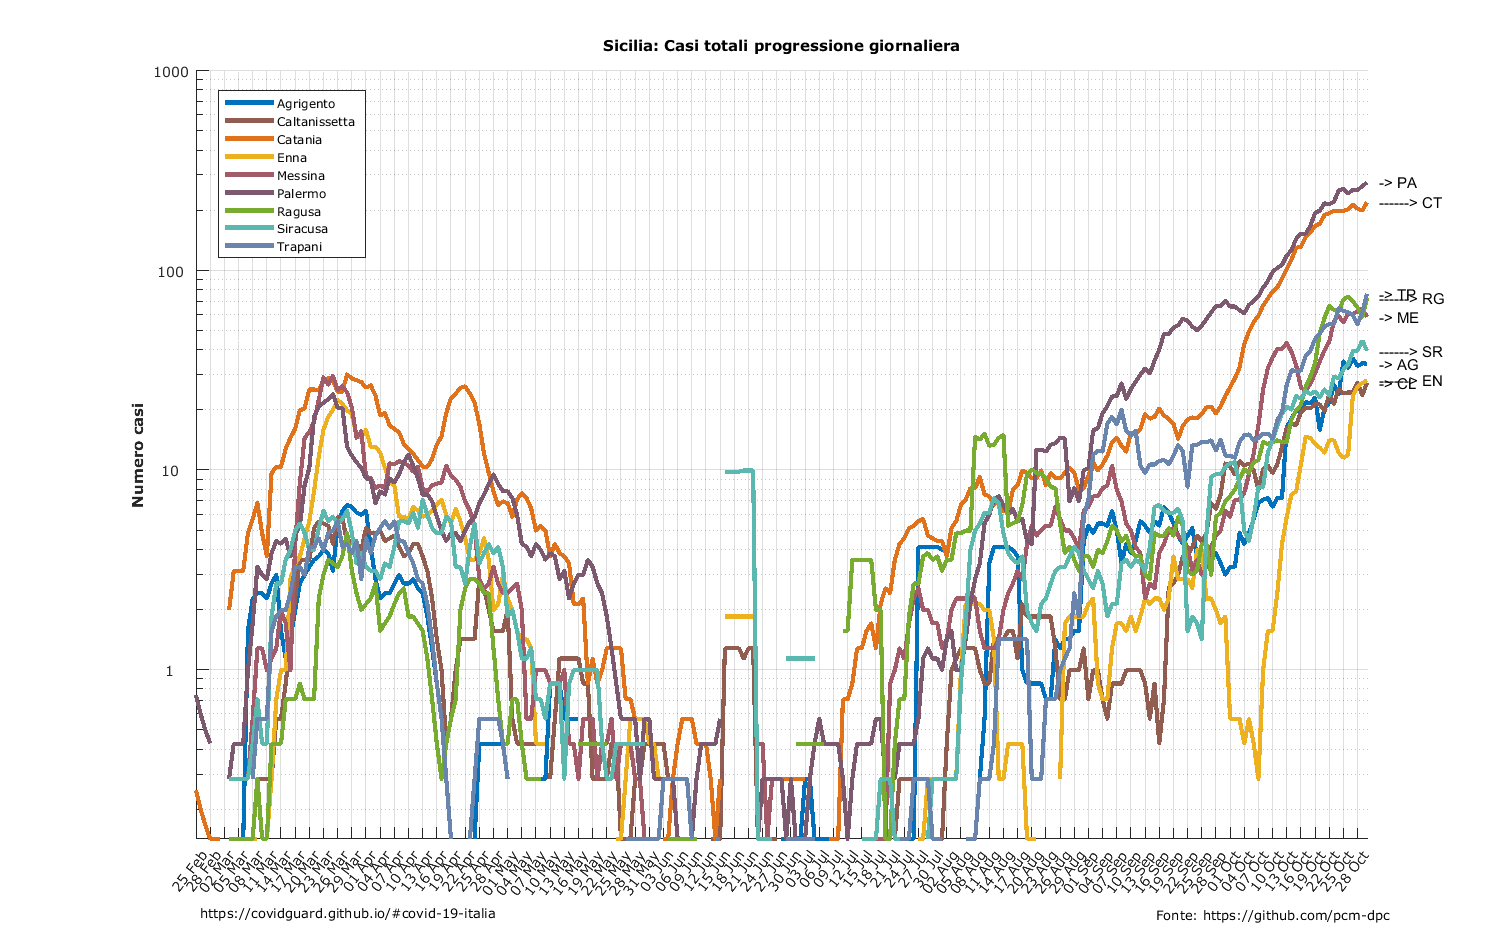 Sicilia: Casi totali progressione giornaliera
1000
100
10
1
Numero casi
Agrigento
Caltanissetta
Catania
Enna
Messina
Palermo
Ragusa
Siracusa
Trapani
-> PA
------> CT
-> TP
------> RG
-> ME
------> SR
-> AG
------> EN
-> CL
25 Feb
28 Feb
02 Mar
05 Mar
08 Mar
11 Mar
14 Mar
17 Mar
20 Mar
23 Mar
26 Mar
29 Mar
01 Apr
04 Apr
07 Apr
10 Apr
13 Apr
16 Apr
19 Apr
22 Apr
25 Apr
28 Apr
01 May
04 May
07 May
10 May
13 May
16 May
19 May
22 May
25 May
28 May
31 May
03 Jun
06 Jun
09 Jun
12 Jun
15 Jun
18 Jun
21 Jun
24 Jun
27 Jun
30 Jun
03 Jul
06 Jul
09 Jul
12 Jul
15 Jul
18 Jul
21 Jul
24 Jul
27 Jul
30 Jul
02 Aug
05 Aug
08 Aug
11 Aug
14 Aug
17 Aug
20 Aug
23 Aug
26 Aug
29 Aug
01 Sep
04 Sep
07 Sep
10 Sep
13 Sep
16 Sep
19 Sep
22 Sep
25 Sep
28 Sep
01 Oct
04 Oct
07 Oct
10 Oct
13 Oct
16 Oct
19 Oct
22 Oct
25 Oct
28 Oct
https://covidguard.github.io/#covid-19-italia
Fonte: https://github.com/pcm-dpc